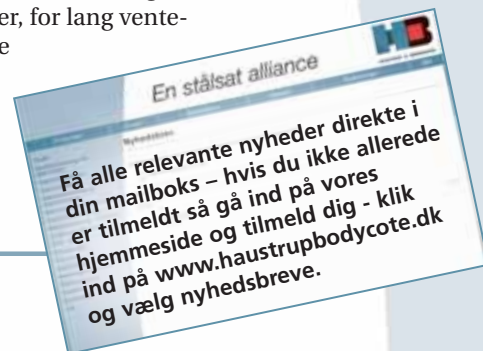 er, for lang vente-
e
En stålsat alliance
HB
Nyhedsbrev
Få alle relevante nyheder direkte i
din mailboks – hvis du ikke allerede
er tilmeldt så gå ind på vores
hjemmeside og tilmeld dig - klik
ind på www.haustrupbodycote.dk
og vælg nyhedsbreve.